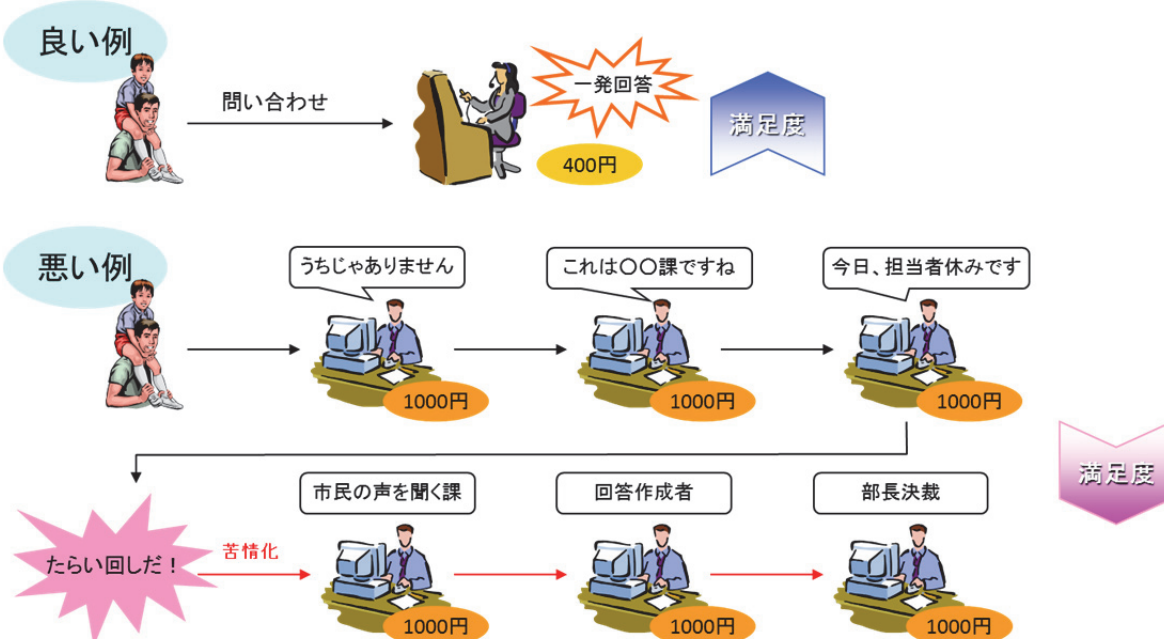 良い例
問い合わせ
一発回答
400円
満足度
悪い例
うちじゃありません
これは〇〇課ですね
今日、担当者休みです
1000円
1000円
1000円
満足度
たらい回しだ！
苦情化
市民の声を聞く課
回答作成者
部長決裁
1000円
1000円
1000円